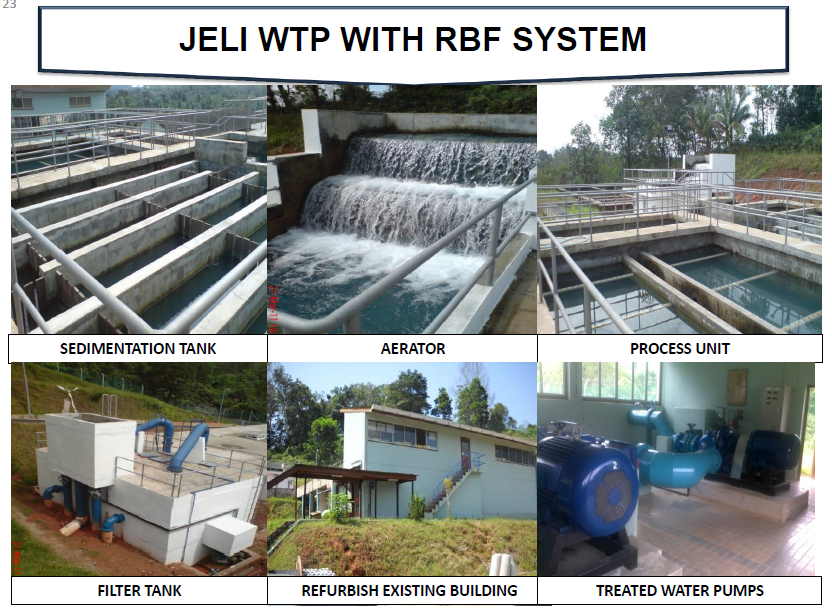 23
JELI WTP WITH RBF SYSTEM
SEDIMENTATION TANK
AERATOR
PROCESS UNIT
2
FILTER TANK
REFURBISH EXISTING BUILDING
TREATED WATER PUMPS